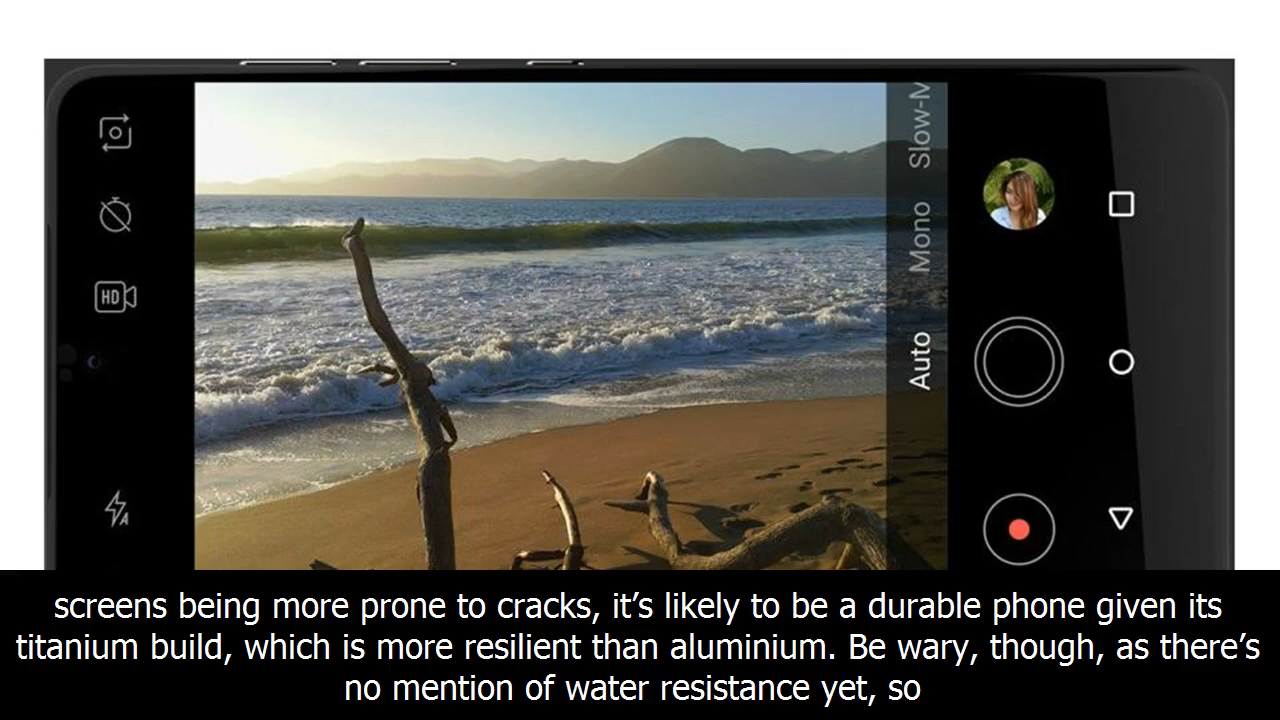 Slow-M
Mono
Auto
HD
A
screens being more prone to cracks, it’s likely to be a durable phone given its
titanium build, which is more resilient than aluminium. Be wary, though, as there’s
no mention of water resistance yet, so